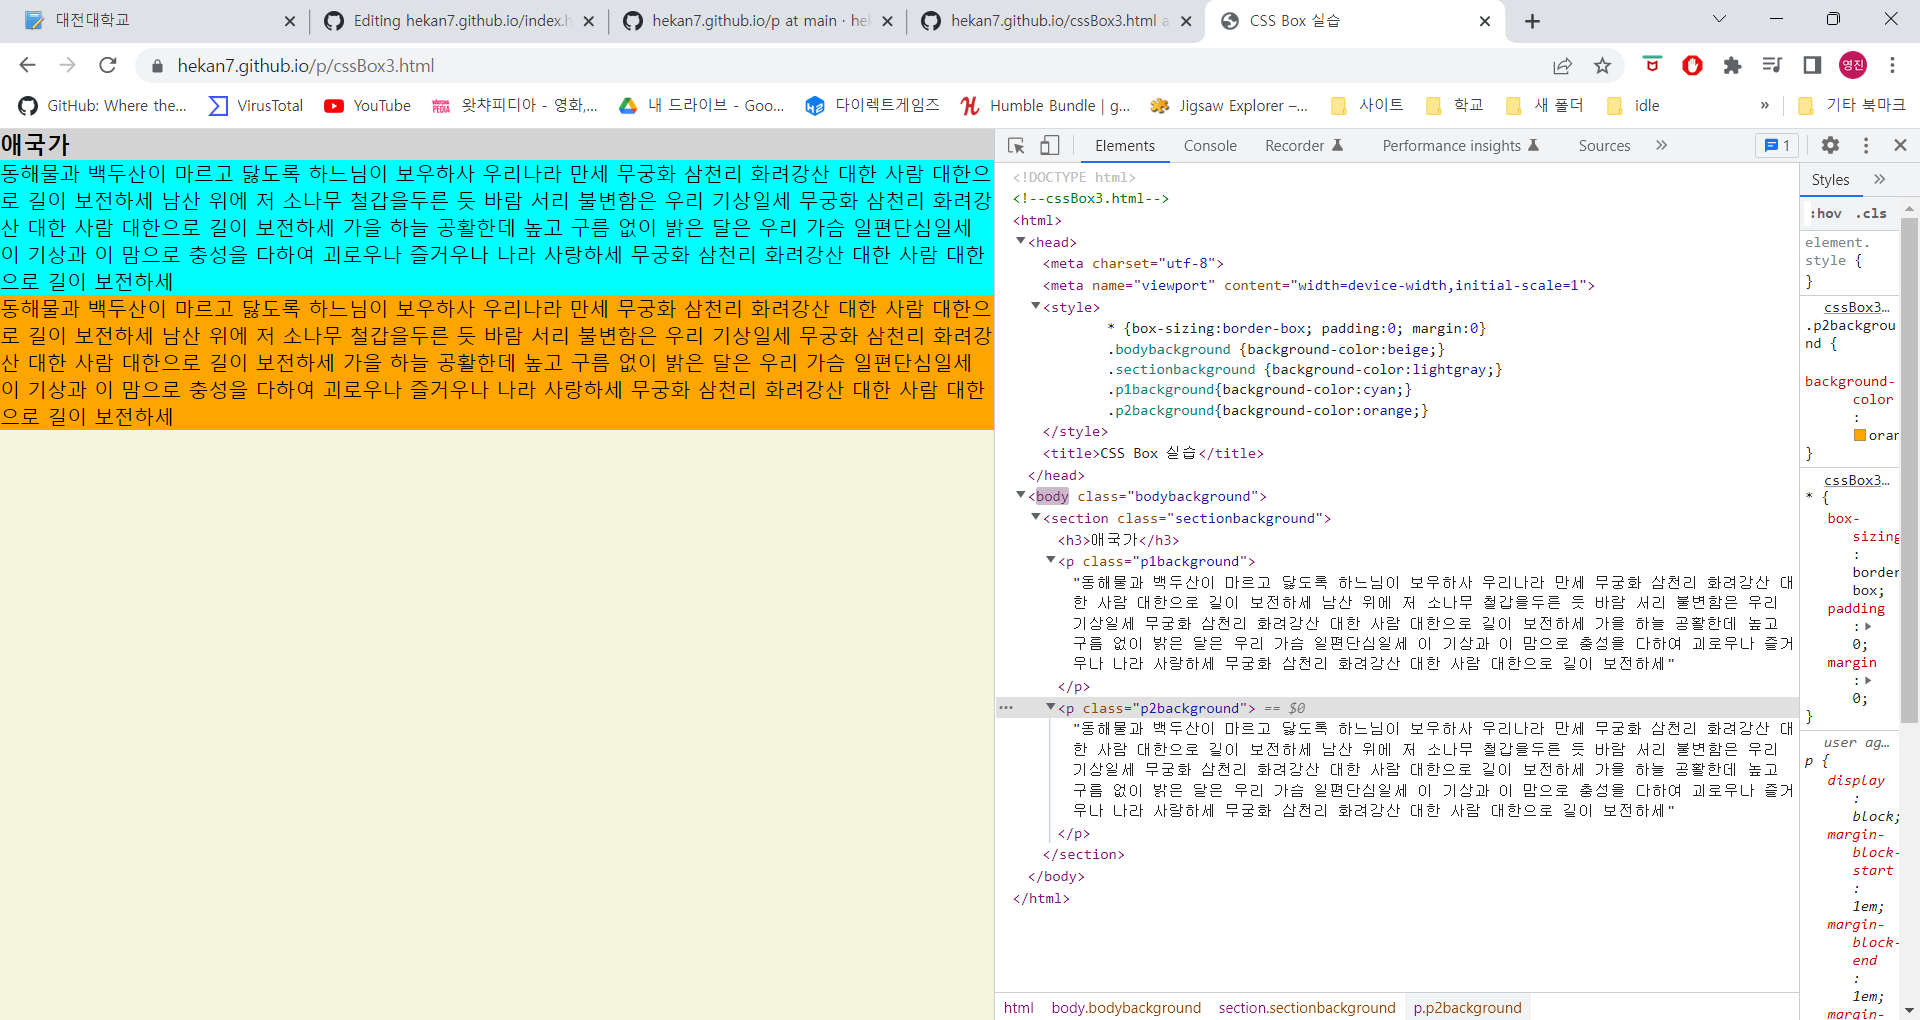 대전대학교
Editing hekan7.github.io/index.h
hekan7.github.io/p at main · hek
hekan7.github.io/cssBox3.html a
CSS Box 실습
hekan7.github.io/p/cssBox3.html
영진
GitHub: Where the...
VirusTotal
YouTube
왓챠피디아 - 영화,...
내 드라이브 - Goo...
다이렉트게임즈
Humble Bundle | g...
Jigsaw Explorer –...
사이트
학교
새 폴더
idle
»
기타 북마크
애국가
동해물과 백두산이 마르고 닳도록 하느님이 보우하사 우리나라 만세 무궁화 삼천리 화려강산 대한 사람 대한으
로 길이 보전하세 남산 위에 저 소나무 철갑을두른 듯 바람 서리 불변함은 우리 기상일세 무궁화 삼천리 화려강
산 대한 사람 대한으로 길이 보전하세 가을 하늘 공활한데 높고 구름 없이 밝은 달은 우리 가슴 일편단심일세
이 기상과 이 맘으로 충성을 다하여 괴로우나 즐거우나 나라 사랑하세 무궁화 삼천리 화려강산 대한 사람 대한
으로 길이 보전하세
동해물과 백두산이 마르고 닳도록 하느님이 보우하사 우리나라 만세 무궁화 삼천리 화려강산 대한 사람 대한으
로 길이 보전하세 남산 위에 저 소나무 철갑을두른 듯 바람 서리 불변함은 우리 기상일세 무궁화 삼천리 화려강
산 대한 사람 대한으로 길이 보전하세 가을 하늘 공활한데 높고 구름 없이 밝은 달은 우리 가슴 일편단심일세
이 기상과 이 맘으로 충성을 다하여 괴로우나 즐거우나 나라 사랑하세 무궁화 삼천리 화려강산 대한 사람 대한
으로 길이 보전하세
Elements
Console
Recorder
Performance insights
Sources
»
1
<!DOCTYPE html>
<!--cssBox3.html-->
<html>
<head>
<meta charset="utf-8">
<meta name="viewport" content="width=device-width,initial-scale=1">
<style>
* {box-sizing:border-box; padding:0; margin:0}
.bodybackground {background-color:beige;}
.sectionbackground {background-color:lightgray;}
.p1background{background-color:cyan;}
.p2background{background-color:orange;}
</style>
<title>CSS Box 실습</title>
</head>
<body class="bodybackground">
<section class="sectionbackground">
<h3>애국가</h3>
<p class="p1background">
"동해물과 백두산이 마르고 닳도록 하느님이 보우하사 우리나라 만세 무궁화 삼천리 화려강산 대
한 사람 대한으로 길이 보전하세 남산 위에 저 소나무 철갑을두른 듯 바람 서리 불변함은 우리
기상일세 무궁화 삼천리 화려강산 대한 사람 대한으로 길이 보전하세 가을 하늘 공활한데 높고
구름 없이 밝은 달은 우리 가슴 일편단심일세 이 기상과 이 맘으로 충성을 다하여 괴로우나 즐거
우나 나라 사랑하세 무궁화 삼천리 화려강산 대한 사람 대한으로 길이 보전하세"
</p>
<p class="p2background"> == $0
"동해물과 백두산이 마르고 닳도록 하느님이 보우하사 우리나라 만세 무궁화 삼천리 화려강산 대
한 사람 대한으로 길이 보전하세 남산 위에 저 소나무 철갑을두른 듯 바람 서리 불변함은 우리
기상일세 무궁화 삼천리 화려강산 대한 사람 대한으로 길이 보전하세 가을 하늘 공활한데 높고
구름 없이 밝은 달은 우리 가슴 일편단심일세 이 기상과 이 맘으로 충성을 다하여 괴로우나 즐거
우나 나라 사랑하세 무궁화 삼천리 화려강산 대한 사람 대한으로 길이 보전하세"
</p>
</section>
</body>
</html>
html
body.bodybackground
section.sectionbackground
p.p2background
Styles
»
:hov .cls
element.
style {
}
cssBox3…
.p2backgrou
nd {
background-
color
:
oran
}
cssBox3…
* {
box-
sizing
:
border
box;
padding
:
0;
margin
:
0;
}
user ag…
p {
display
:
block;
margin-
block-
start
:
1em;
margin-
block-
end
:
1em;
margin-